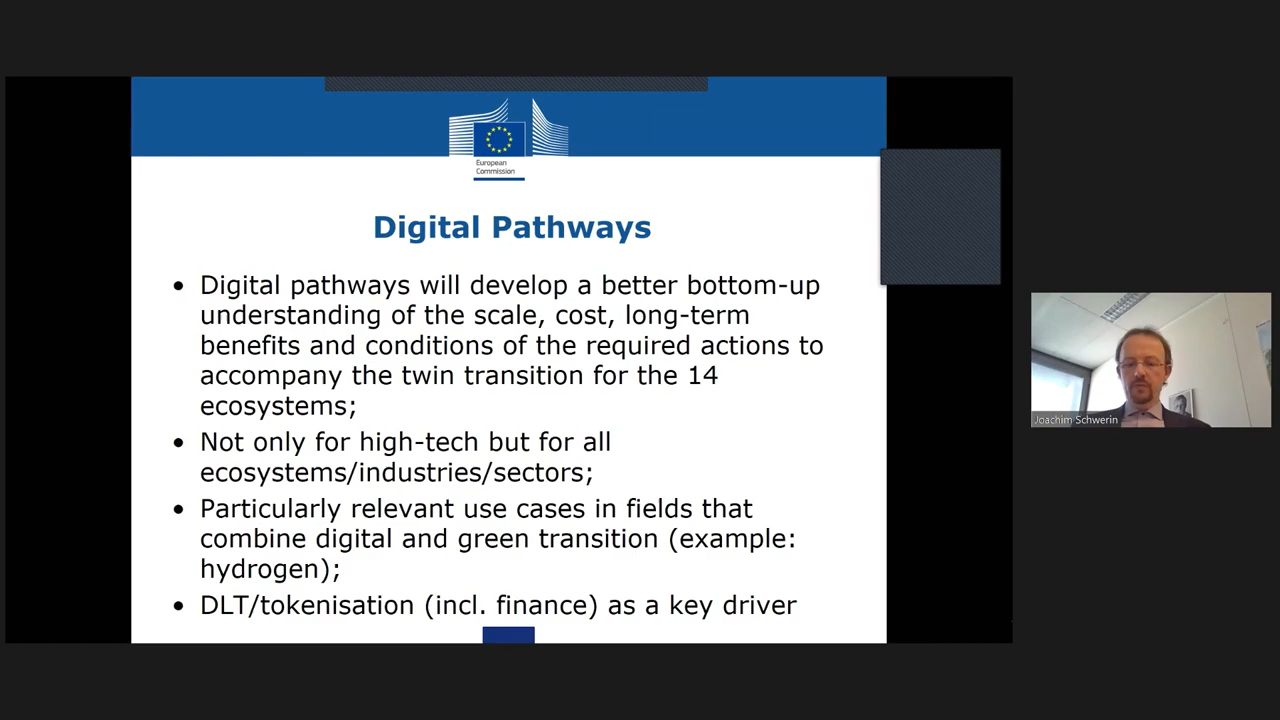 European
Commission
Digital Pathways
• Digital pathways will develop a better bottom-up
understanding of the scale, cost, long-term
benefits and conditions of the required actions to
accompany the twin transition for the 14
ecosystems;
• Not only for high-tech but for all
ecosystems/industries/sectors;
• Particularly relevant use cases in fields that
combine digital and green transition (example:
hydrogen);
• DLT/tokenisation (incl. finance) as a key driver
Joachim Schwerin